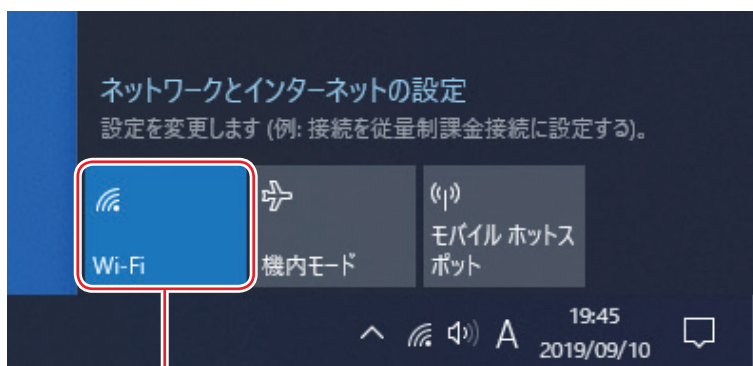 ネットワークとインターネットの設定
設定を変更します (例: 接続を従量制課金接続に設定する)。
Wi-Fi
機内モード
モバイル ホットス
ポット
A
19:45
2019/09/10